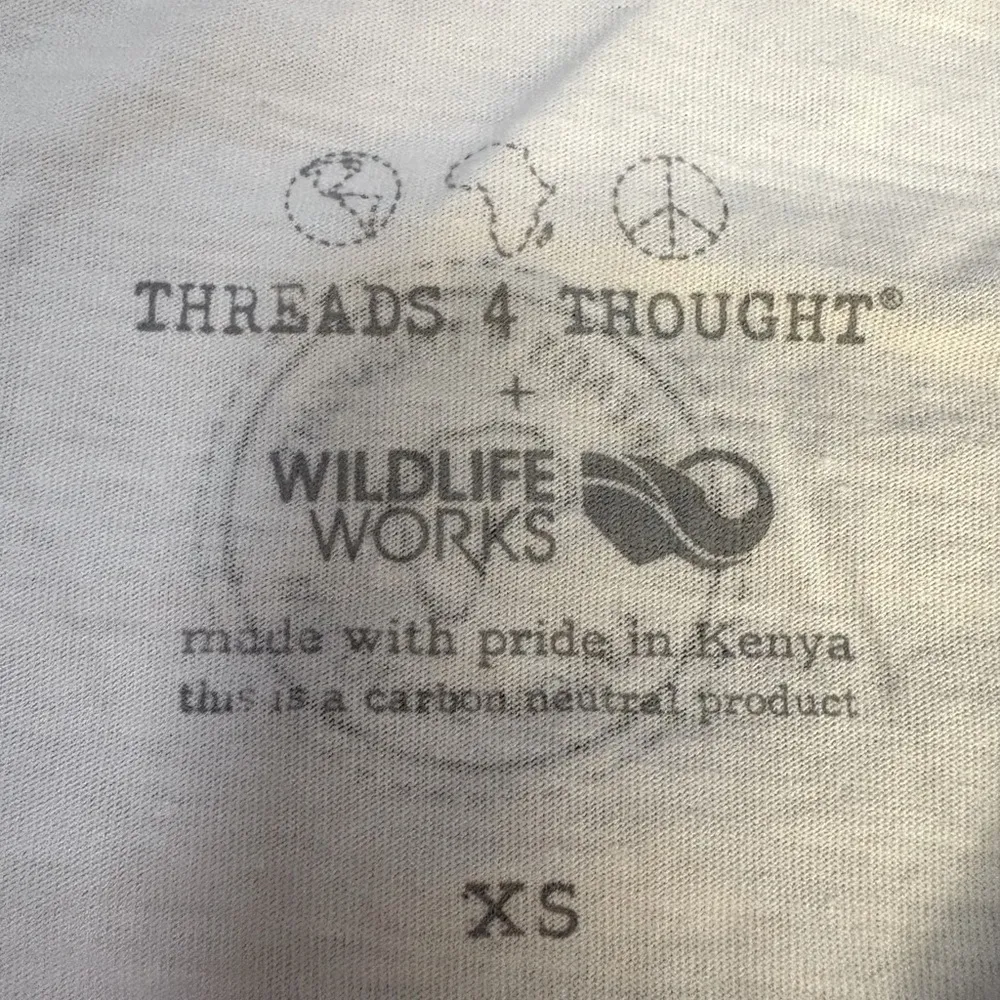 THREADS 4 THOUGHT®
+
WILDLIFE
WORKS
made with pride in Kenya
this is a carbon neutral product
XS